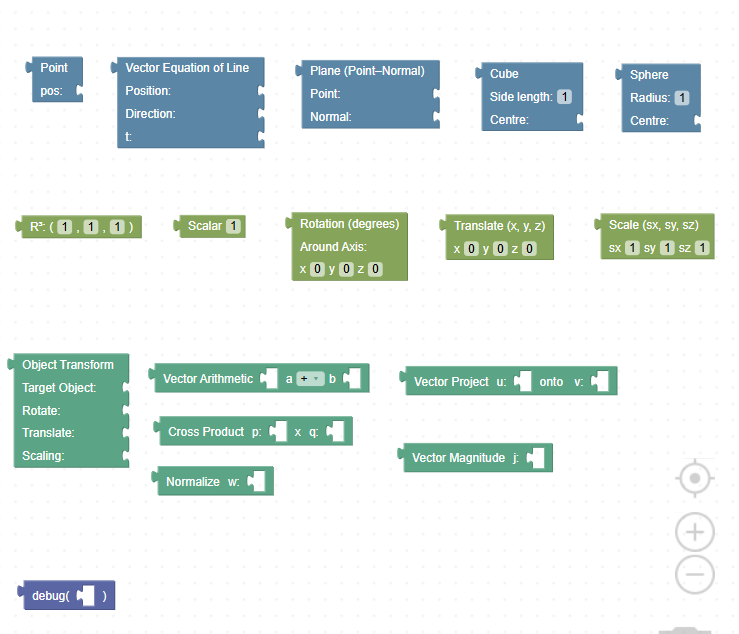 Point
pos:
Vector Equation of Line
Position:
Direction:
t:
Plane (Point–Normal)
Point:
Normal:
Cube
Side length: 1
Centre:
Sphere
Radius: 1
Centre:
R³: ( 1 , 1 , 1 )
Scalar 1
Rotation (degrees)
Around Axis:
x 0 y 0 z 0
Translate (x, y, z)
x 0 y 0 z 0
Scale (sx, sy, sz)
sx 1 sy 1 sz 1
Object Transform
Target Object:
Rotate:
Translate:
Scaling:
Vector Arithmetic a + b
Cross Product p: x q:
Normalize w:
Vector Project u: onto v:
Vector Magnitude j:
debug( )